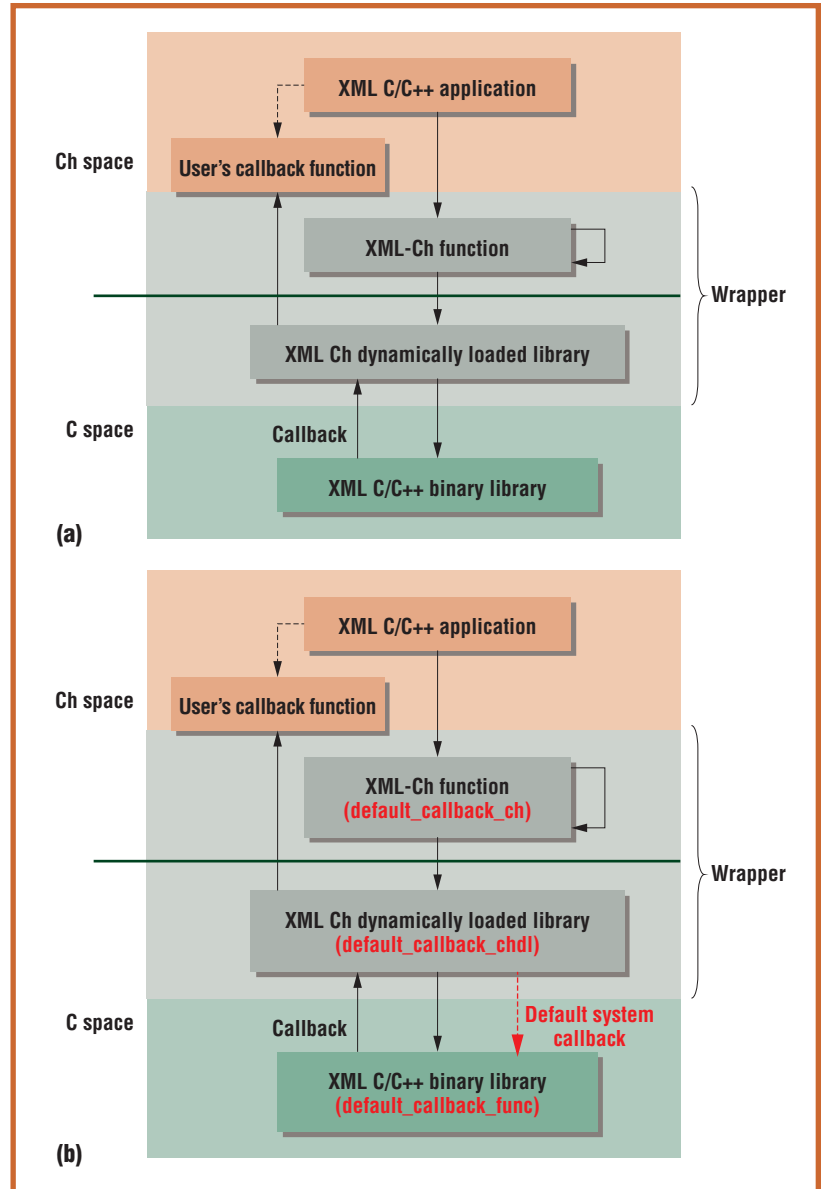 XML C/C++ application
Ch space
User's callback function
XML-Ch function
Wrapper
XML Ch dynamically loaded library
C space
Callback
XML C/C++ binary library
(a)
XML C/C++ application
Ch space
User's callback function
XML-Ch function
(default_callback_ch)
Wrapper
XML Ch dynamically loaded library
(default_callback_chdl)
C space
Callback
Default system
callback
XML C/C++ binary library
(default_callback_func)
(b)